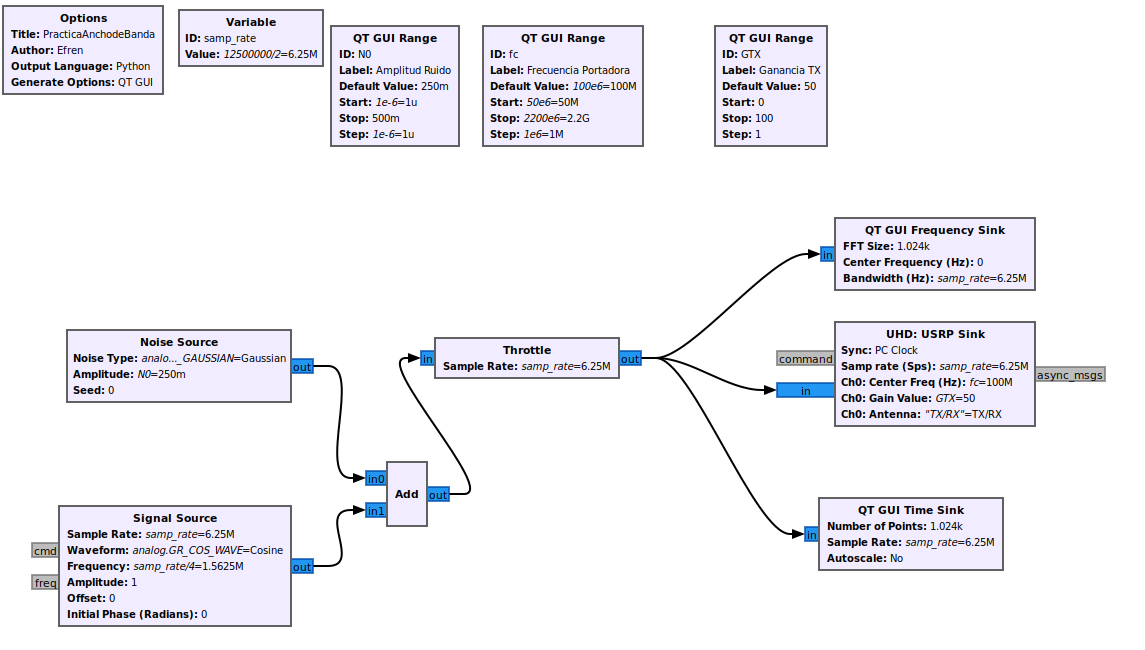 Options
Title: PracticaAnchodeBanda
Author: Efren
Output Language: Python
Generate Options: QT GUI
Variable
ID: samp_rate
Value: 12500000/2=6.25M
QT GUI Range
ID: N0
Label: Amplitud Ruido
Default Value: 250m
Start: 1e-6=1u
Stop: 500m
Step: 1e-6=1u
QT GUI Range
ID: fc
Label: Frecuencia Portadora
Default Value: 100e6=100M
Start: 50e6=50M
Stop: 2200e6=2.2G
Step: 1e6=1M
QT GUI Range
ID: GTX
Label: Ganancia TX
Default Value: 50
Start: 0
Stop: 100
Step: 1
QT GUI Frequency Sink
FFT Size: 1.024k
Center Frequency (Hz): 0
Bandwidth (Hz): samp_rate=6.25M
in
Noise Source
Noise Type: analo..._GAUSSIAN=Gaussian
Amplitude: N0=250m
Seed: 0
out
Throttle
Sample Rate: samp_rate=6.25M
in
out
UHD: USRP Sink
Sync: PC Clock
Samp rate (Sps): samp_rate=6.25M
Ch0: Center Freq (Hz): fc=100M
Ch0: Gain Value: GTX=50
Ch0: Antenna: "TX/RX"=TX/RX
command
in
async_msgs
in0
in1
Add
out
Signal Source
Sample Rate: samp_rate=6.25M
Waveform: analog.GR_COS_WAVE=Cosine
Frequency: samp_rate/4=1.5625M
Amplitude: 1
Offset: 0
Initial Phase (Radians): 0
cmd
freq
out
QT GUI Time Sink
Number of Points: 1.024k
Sample Rate: samp_rate=6.25M
Autoscale: No
in